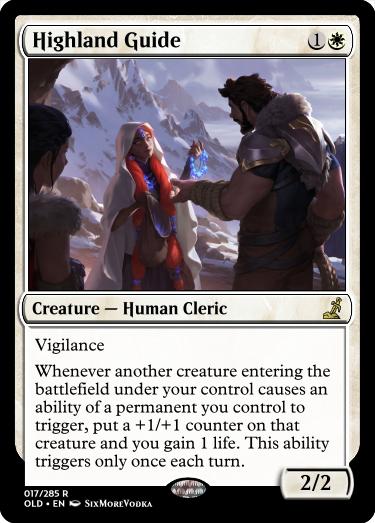 Highland Guide 1
Creature — Human Cleric
Vigilance
Whenever another creature entering the
battlefield under your control causes an
ability of a permanent you control to
trigger, put a +1/+1 counter on that
creature and you gain 1 life. This ability
triggers only once each turn.
2/2
017/285 R
OLD • EN SixMoreVodka